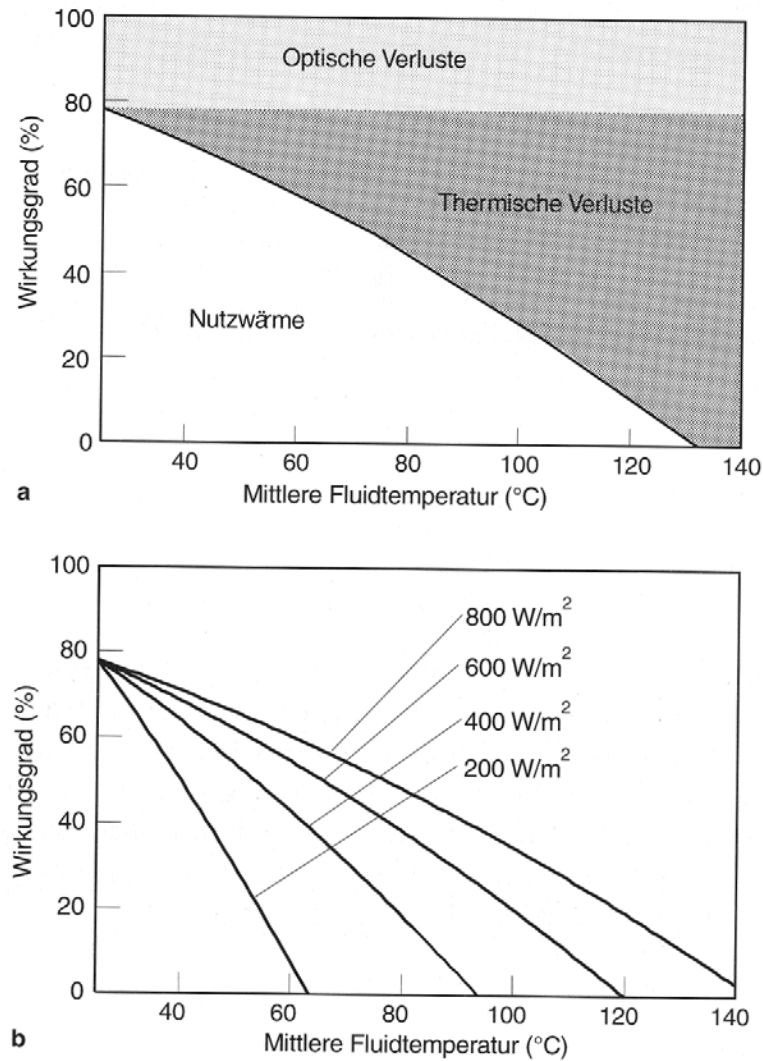 100
Optische Verluste
80
Wirkungsgrad (%)
60
Thermische Verluste
40
Nutzwärme
20
0
40 60 80 100 120 140
a Mittlere Fluidtemperatur (°C)
100
800 W/m²
80
600 W/m²
Wirkungsgrad (%)
60
400 W/m²
200 W/m²
40
20
0
40 60 80 100 120 140
b Mittlere Fluidtemperatur (°C)